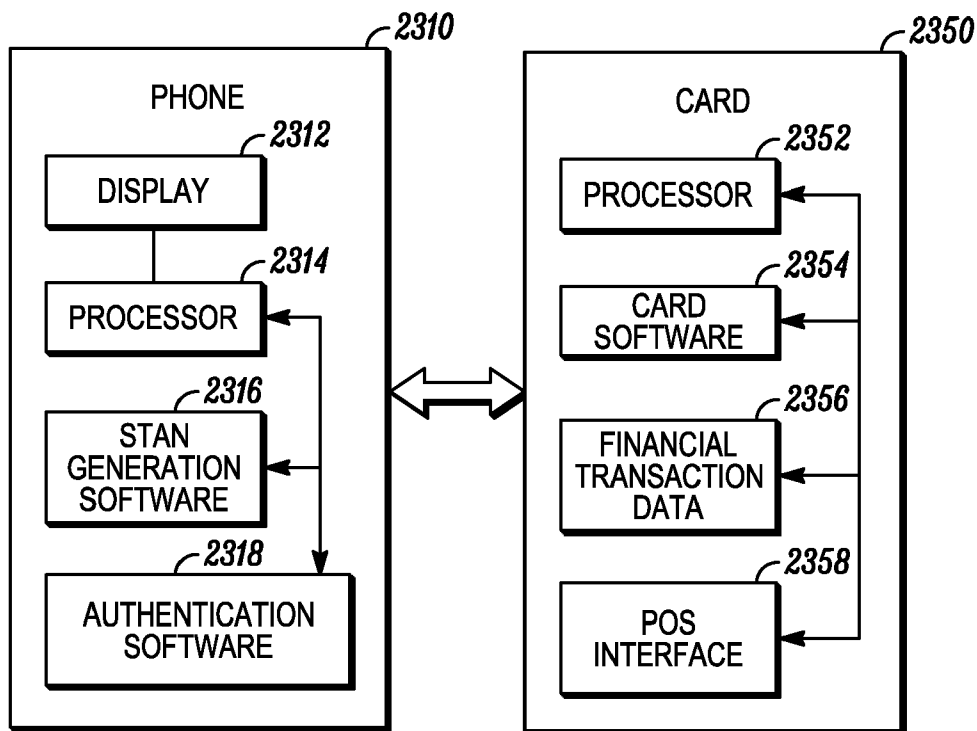 2310
PHONE
2312
DISPLAY
2314
PROCESSOR
2316
STAN
GENERATION
SOFTWARE
2318
AUTHENTICATION
SOFTWARE
2350
CARD
2352
PROCESSOR
2354
CARD
SOFTWARE
2356
FINANCIAL
TRANSACTION
DATA
2358
POS
INTERFACE